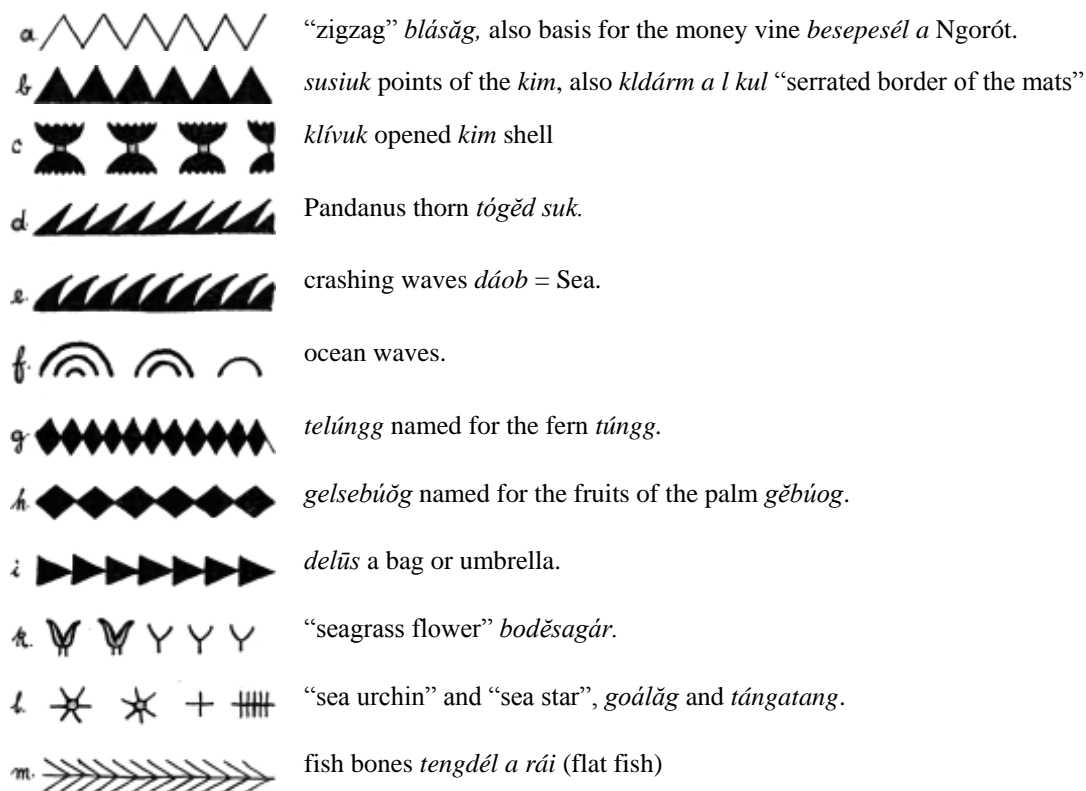 a. “zigzag” blásăg, also basis for the money vine besepesél a Ngorót.
b susiuk points of the kim, also kldárm a l kul “serrated border of the mats”
c klívuk opened kim shell
d. Pandanus thorn tógĕd suk.
e. crashing waves dáob = Sea.
f. ocean waves.
g telúngg named for the fern túngg.
h. gelsebúŏg named for the fruits of the palm gĕbúog.
i delūs a bag or umbrella.
k. “seagrass flower” bodĕsagár.
l. “sea urchin” and “sea star”, goálăg and tángatang.
m. fish bones tengdél a rái (flat fish)